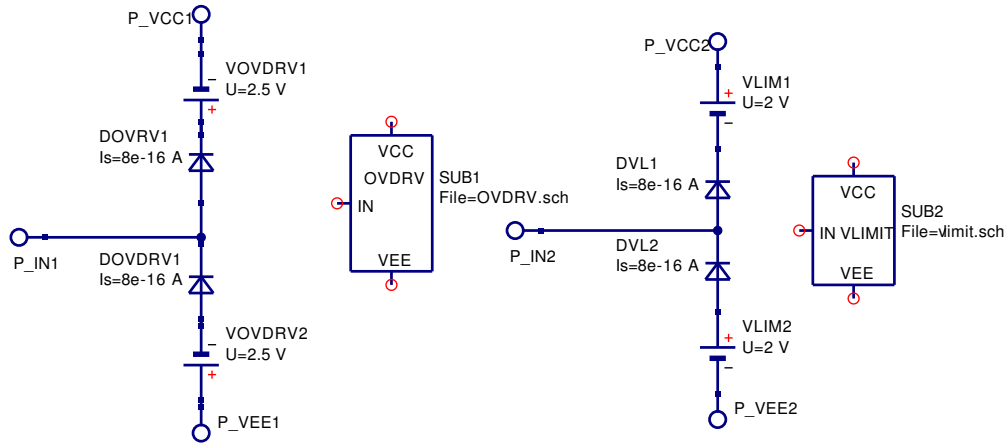 P_VCC1
VOVDRV1
U=2.5 V
DOVRV1
Is=8e-16 A
P_IN1
DOVDRV1
Is=8e-16 A
VOVDRV2
U=2.5 V
P_VEE1
VCC
OVDRV
IN
VEE
SUB1
File=OVDRV.sch
P_VCC2
VLIM1
U=2 V
DVL1
Is=8e-16 A
P_IN2
DVL2
Is=8e-16 A
VLIM2
U=2 V
P_VEE2
VCC
IN VLIMIT
VEE
SUB2
File=vlimit.sch